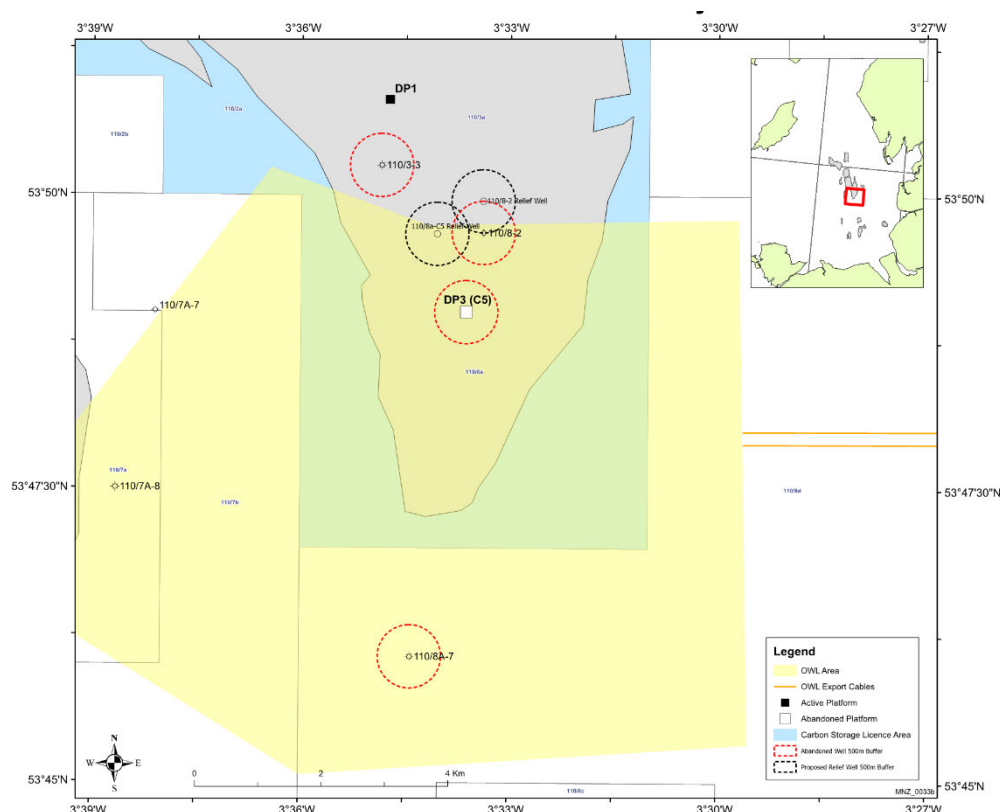 3°39'W
3°36'W
3°33'W
3°30'W
3°27'W
DP1
110/2a
110/3a
110/2b
110/3-3
53°50'N
53°50'N
110/8-2 Relief Well
110/8a-C5 Relief Well
110/8-2
DP3 (C5)
110/7A-7
110/8a
110/7a
110/7A-8
110/7b
53°47'30"N
53°47'30"N
110/8d
110/8A-7
Legend
OWL Area
OWL Export Cables
Active Platform
Abandoned Platform
Carbon Storage Licence Area
Abandoned Well 500m Buffer
Proposed Relief Well 500m Buffer
N
W
E
S
0
2
4 Km
53°45'N
53°45'N
110/8c
MNZ_0033b
3°39'W
3°36'W
3°33'W
3°30'W
3°27'W